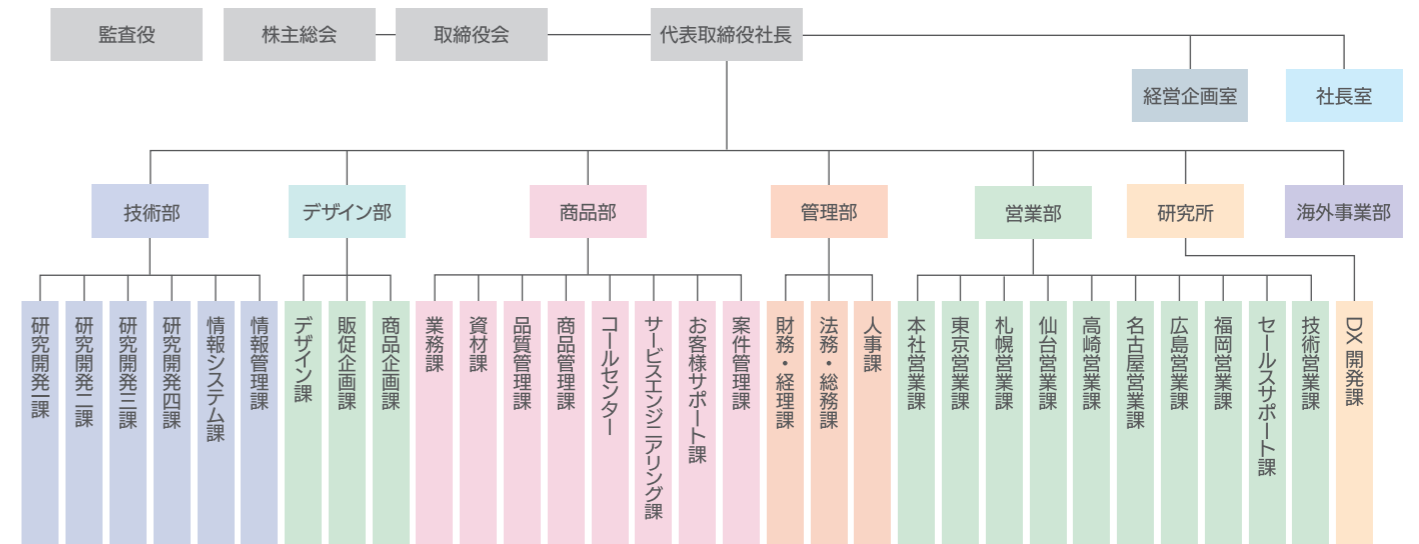 監査役
株主総会
取締役会
代表取締役社長
経営企画室
社長室
技術部
デザイン部
商品部
管理部
営業部
研究所
海外事業部
研究開発一課
研究開発二課
研究開発三課
研究開発四課
情報システム課
情報管理課
デザイン課
販促企画課
商品企画課
業務課
資材課
品質管理課
商品管理課
コールセンター
サービスエンジニアリング課
お客様サポート課
案件管理課
財務・経理課
法務・総務課
人事課
本社営業課
東京営業課
札幌営業課
仙台営業課
高崎営業課
名古屋営業課
広島営業課
福岡営業課
セールスサポート課
技術営業課
DX 開発課